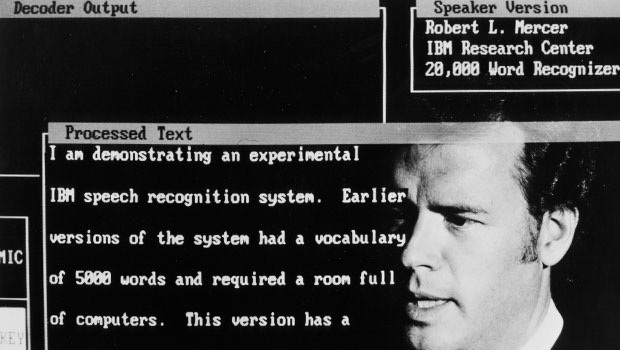 Decoder Output
Speaker Version
Robert L. Mercer
IBM Research Center
20,000 Word Recognizer
Processed Text
I am demonstrating an experimental
IBM speech recognition system.  Earlier
versions of the system had a vocabulary
of 5000 words and required a room full
of computers.  This version has a
MIC
KEY